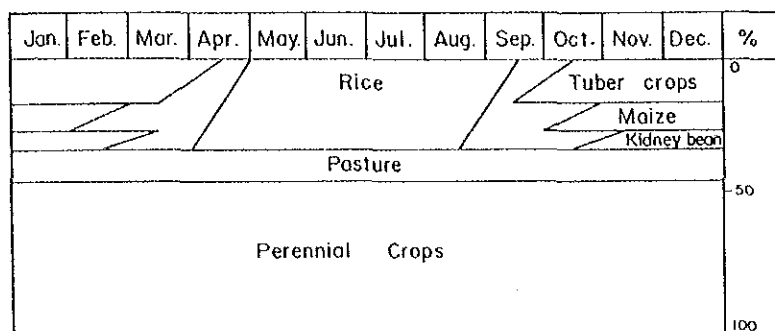 Jan. Feb. Mar. Apr. May. Jun. Jul. Aug. Sep. Oct. Nov. Dec. %
0
Rice Tuber crops
Maize
Kidney bean
Pasture
50
Perennial Crops
100